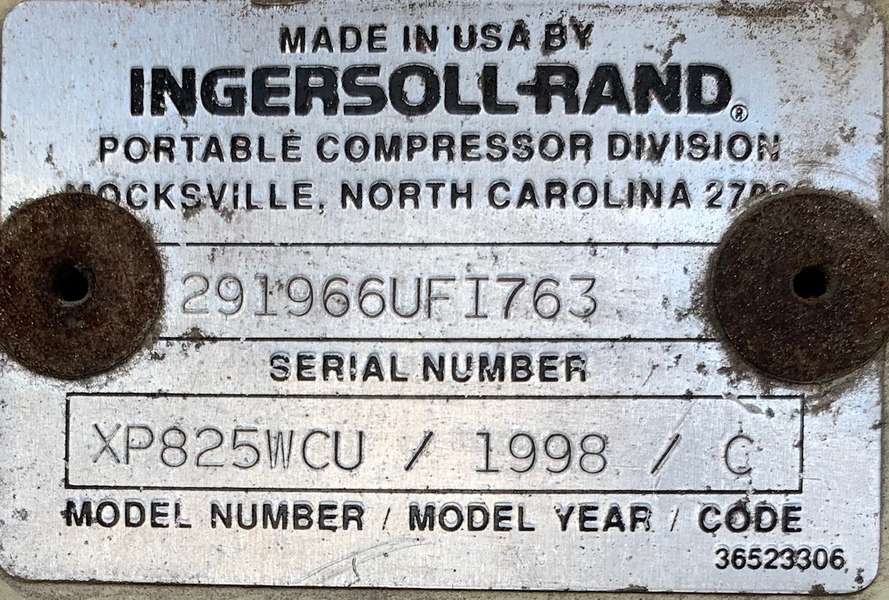 MADE IN USA BY
INGERSOLL-RAND®
PORTABLE COMPRESSOR DIVISION
MOCKSVILLE, NORTH CAROLINA
291966UFI763
SERIAL NUMBER
XP825WCU / 1998 / C
MODEL NUMBER / MODEL YEAR / CODE
36523306